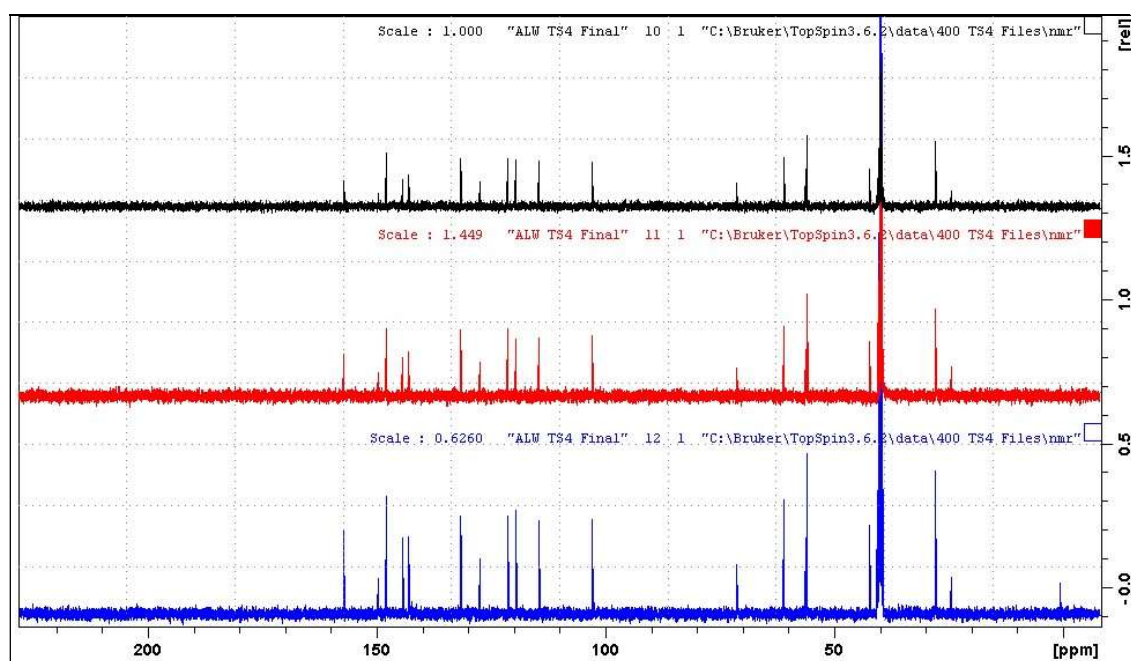 Scale : 1.000 "ALW TS4 Final" 10 1 "C:\Bruker\TopSpin3.6.2\data\400 TS4 Files\nmr"
[rel]
1.5
Scale : 1.449 "ALW TS4 Final" 11 1 "C:\Bruker\TopSpin3.6.2\data\400 TS4 Files\nmr"
1.0
Scale : 0.6260 "ALW TS4 Final" 12 1 "C:\Bruker\TopSpin3.6.2\data\400 TS4 Files\nmr"
0.5
-0.0
200 150 100 50 [ppm]